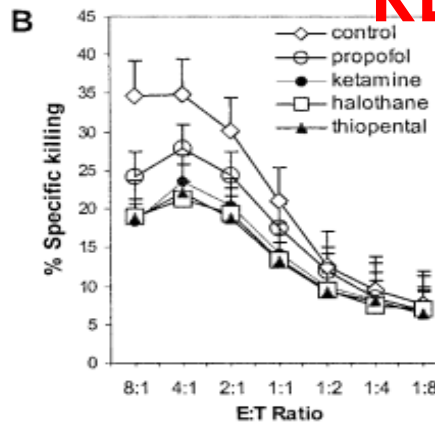 B
control
propofol
ketamine
halothane
thiopental
% Specific killing
45
40
35
30
25
20
15
10
5
0
8:1 4:1 2:1 1:1 1:2 1:4 1:8
E:T Ratio